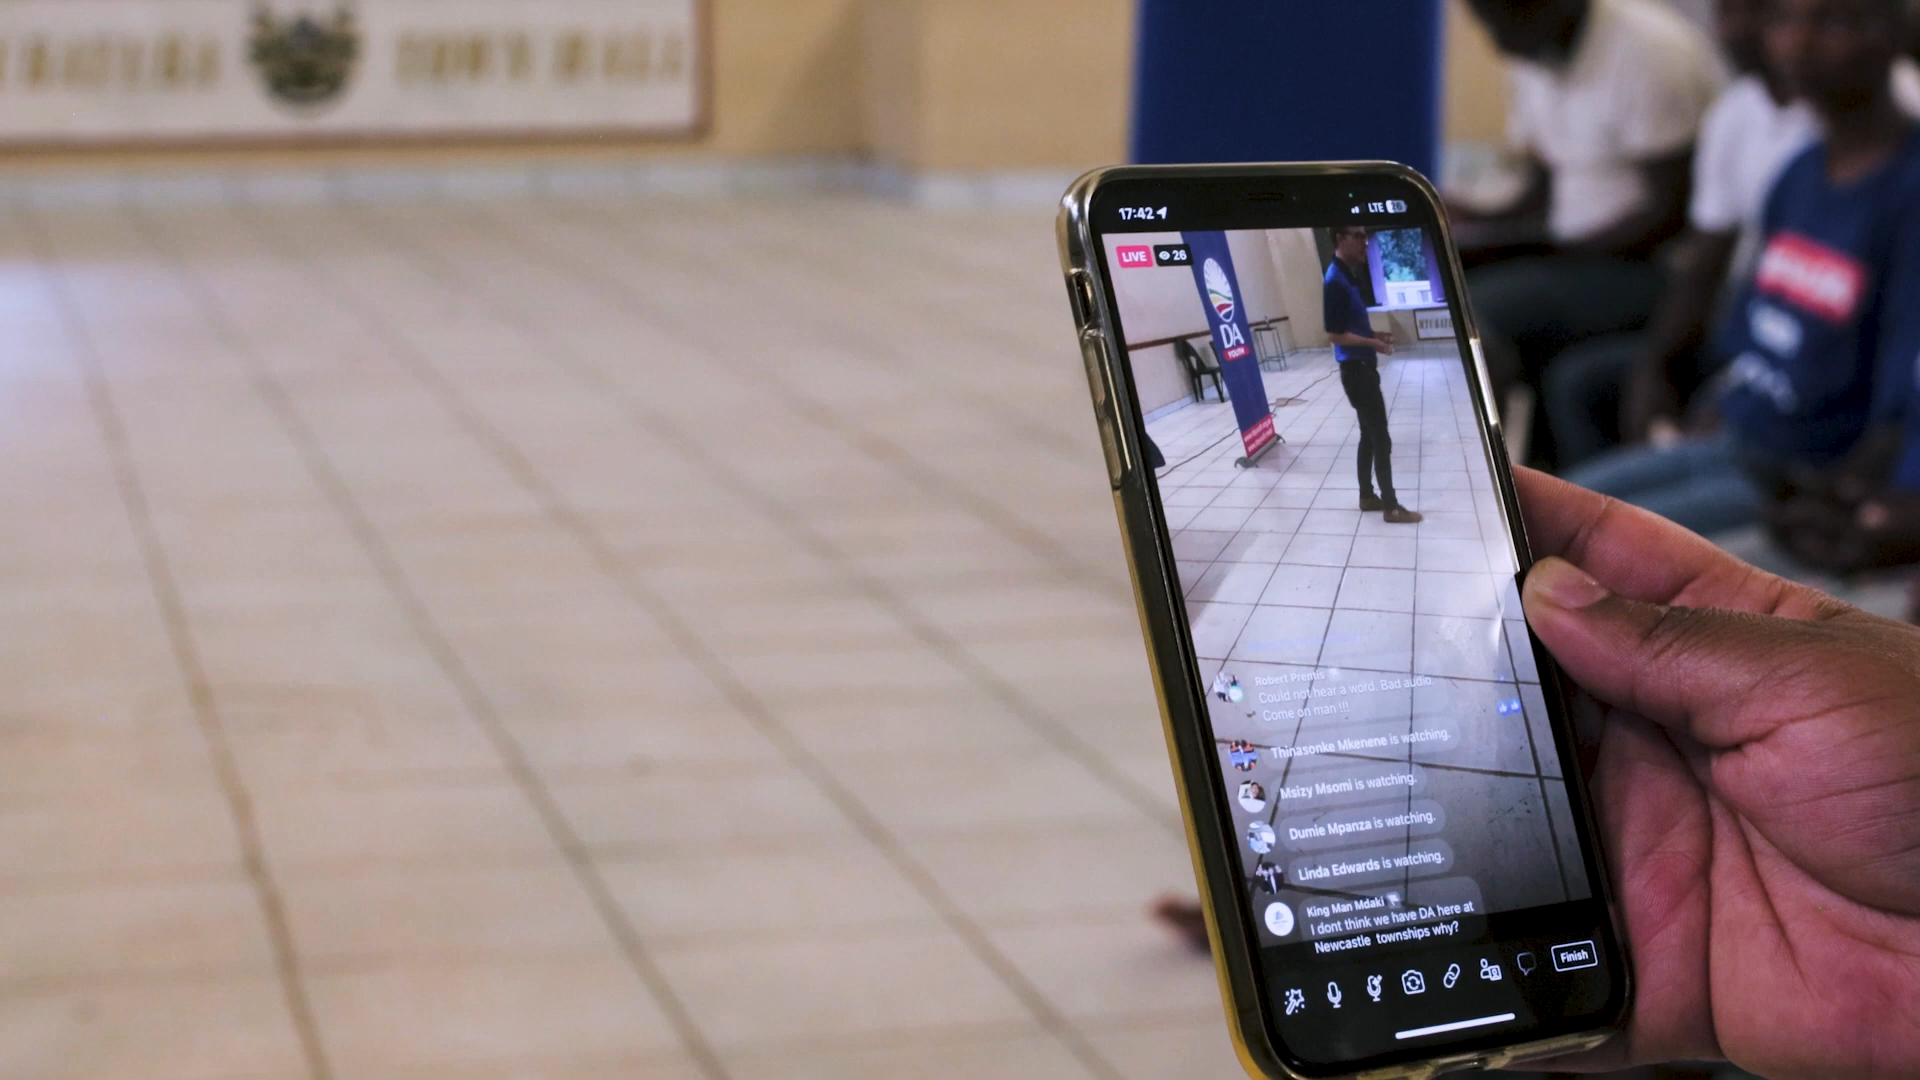 TOWN HALL
17:42
LTE
LIVE
26
DA
YOUTH
Robert Premis
Could not hear a word. Bad audio.
Come on man !!!
Thinasonke Mkenene is watching.
Msizy Msomi is watching.
Dumie Mpanza is watching.
Linda Edwards is watching.
King Man Mdaki
I dont think we have DA here at
Newcastle townships why?
Finish